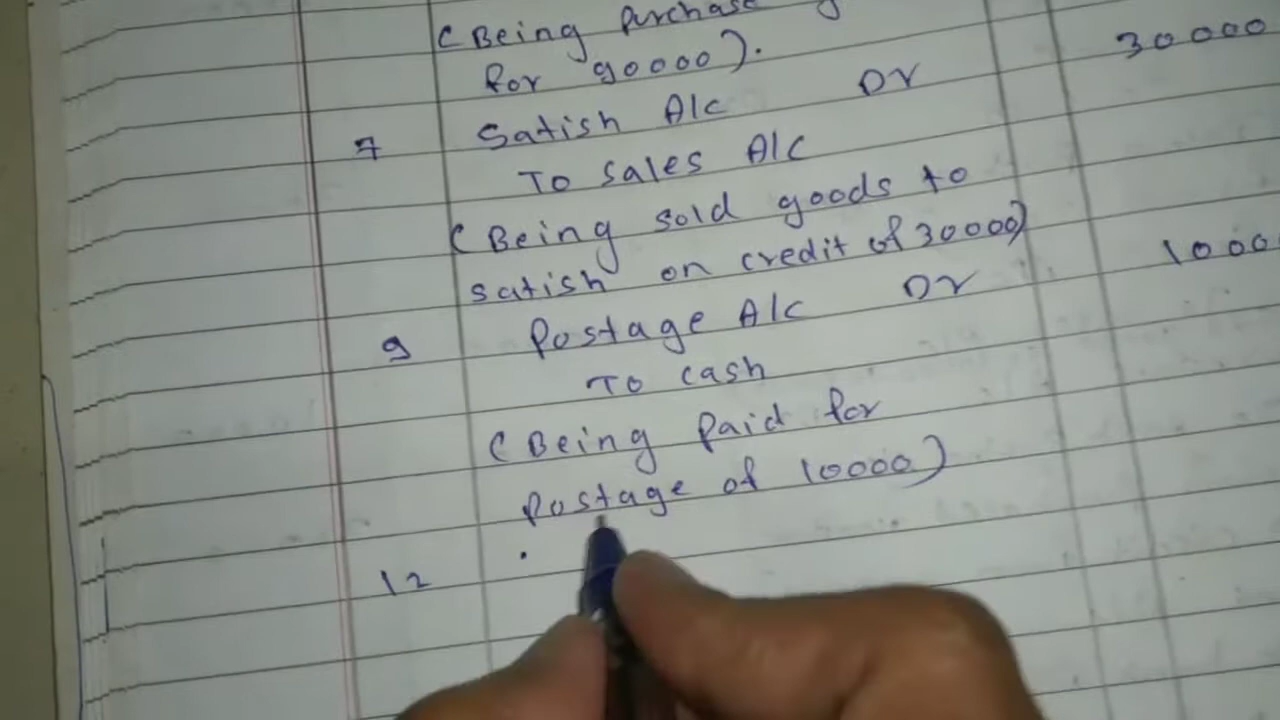 (Being purchase
for 90000).
30000
7 Satish A/c Dr
To sales A/c
(Being sold goods to
satish on credit of 30000)
1000
9 Postage A/c Dr
To cash
(Being Paid for
Postage of 10000)
12